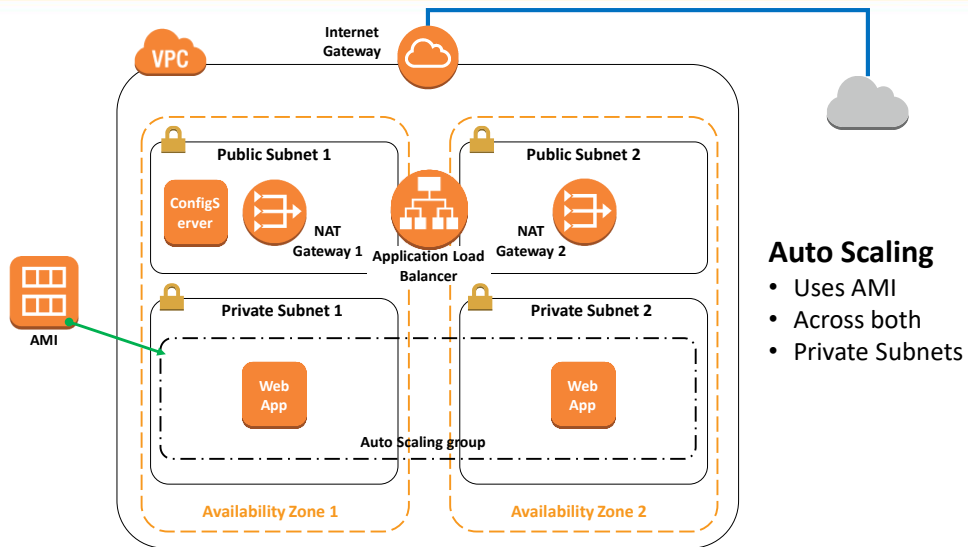 Internet
Gateway
VPC
Public Subnet 1
Public Subnet 2
ConfigS
erver
NAT
Gateway 1
Application Load
Balancer
NAT
Gateway 2
Auto Scaling
• Uses AMI
• Across both
• Private Subnets
AMI
Private Subnet 1
Private Subnet 2
Web
App
Web
App
Auto Scaling group
Availability Zone 1
Availability Zone 2